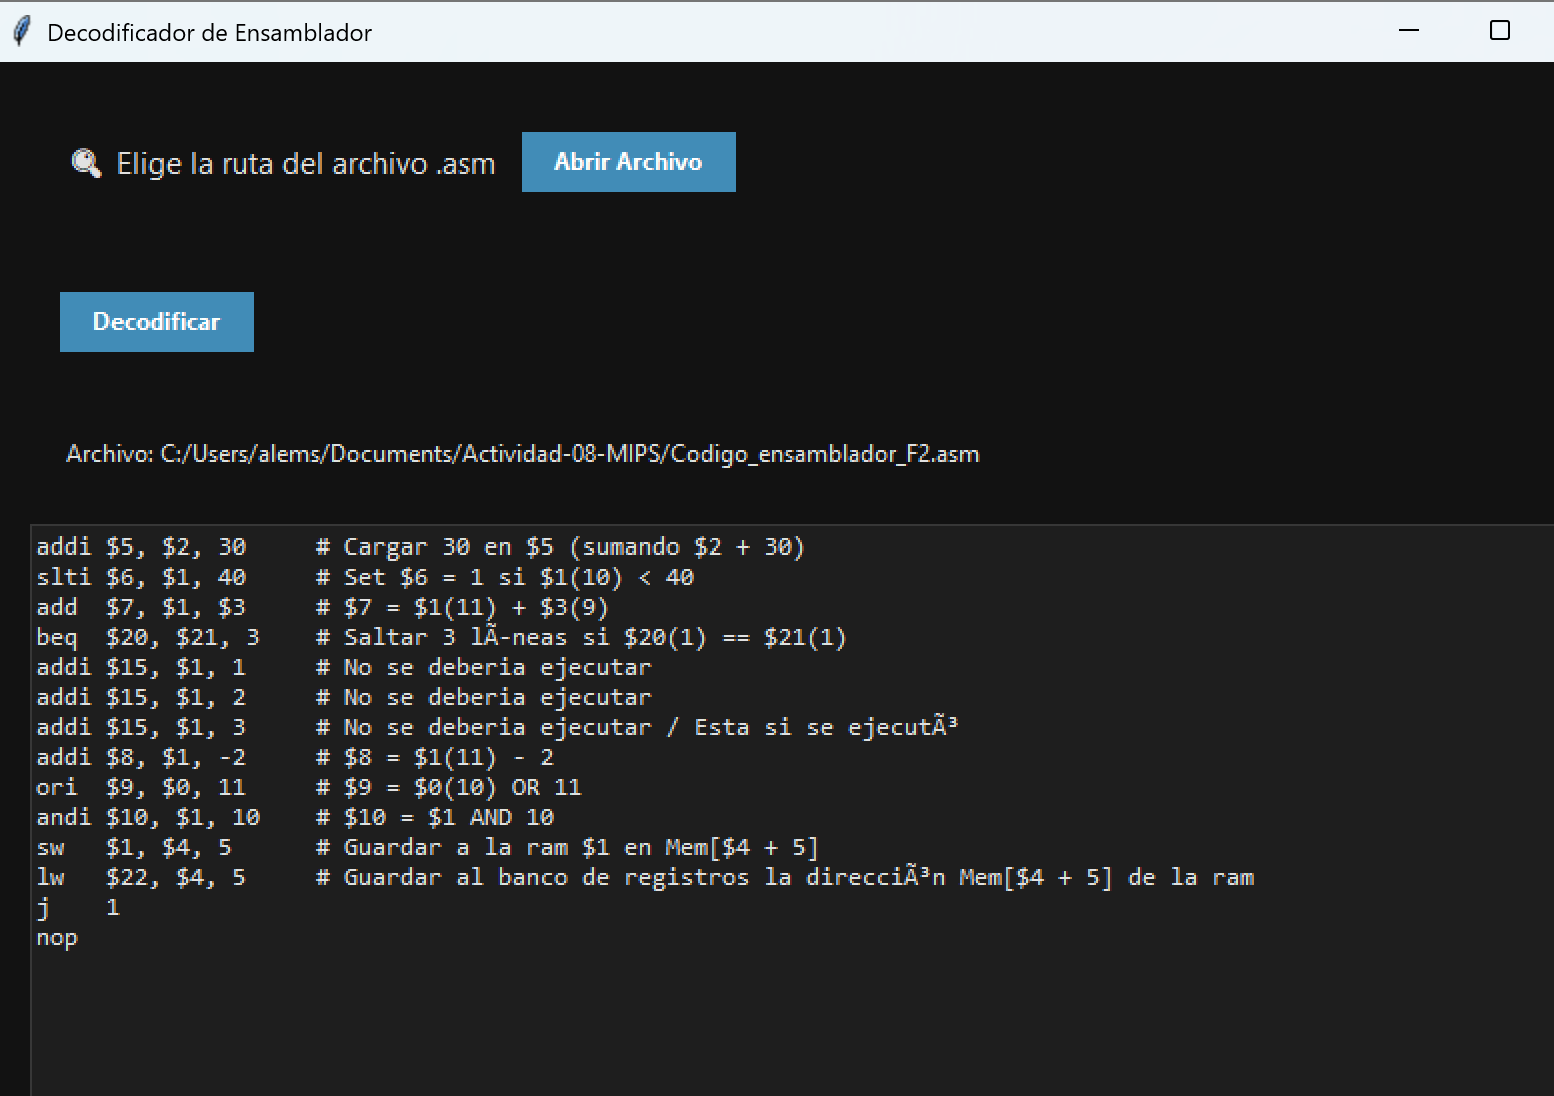 Decodificador de Ensamblador
Elige la ruta del archivo .asm
Abrir Archivo
Decodificar
Archivo: C:/Users/alems/Documents/Actividad-08-MIPS/Codigo_ensamblador_F2.asm
addi $5, $2, 30     # Cargar 30 en $5 (sumando $2 + 30)
slti $6, $1, 40     # Set $6 = 1 si $1(10) < 40
add  $7, $1, $3     # $7 = $1(11) + $3(9)
beq  $20, $21, 3    # Saltar 3 lÃ-neas si $20(1) == $21(1)
addi $15, $1, 1     # No se deberia ejecutar
addi $15, $1, 2     # No se deberia ejecutar
addi $15, $1, 3     # No se deberia ejecutar / Esta si se ejecutÃ³
addi $8, $1, -2     # $8 = $1(11) - 2
ori  $9, $0, 11     # $9 = $0(10) OR 11
andi $10, $1, 10    # $10 = $1 AND 10
sw   $1, $4, 5      # Guardar a la ram $1 en Mem[$4 + 5]
lw   $22, $4, 5     # Guardar al banco de registros la direcciÃ³n Mem[$4 + 5] de la ram
j    1
nop